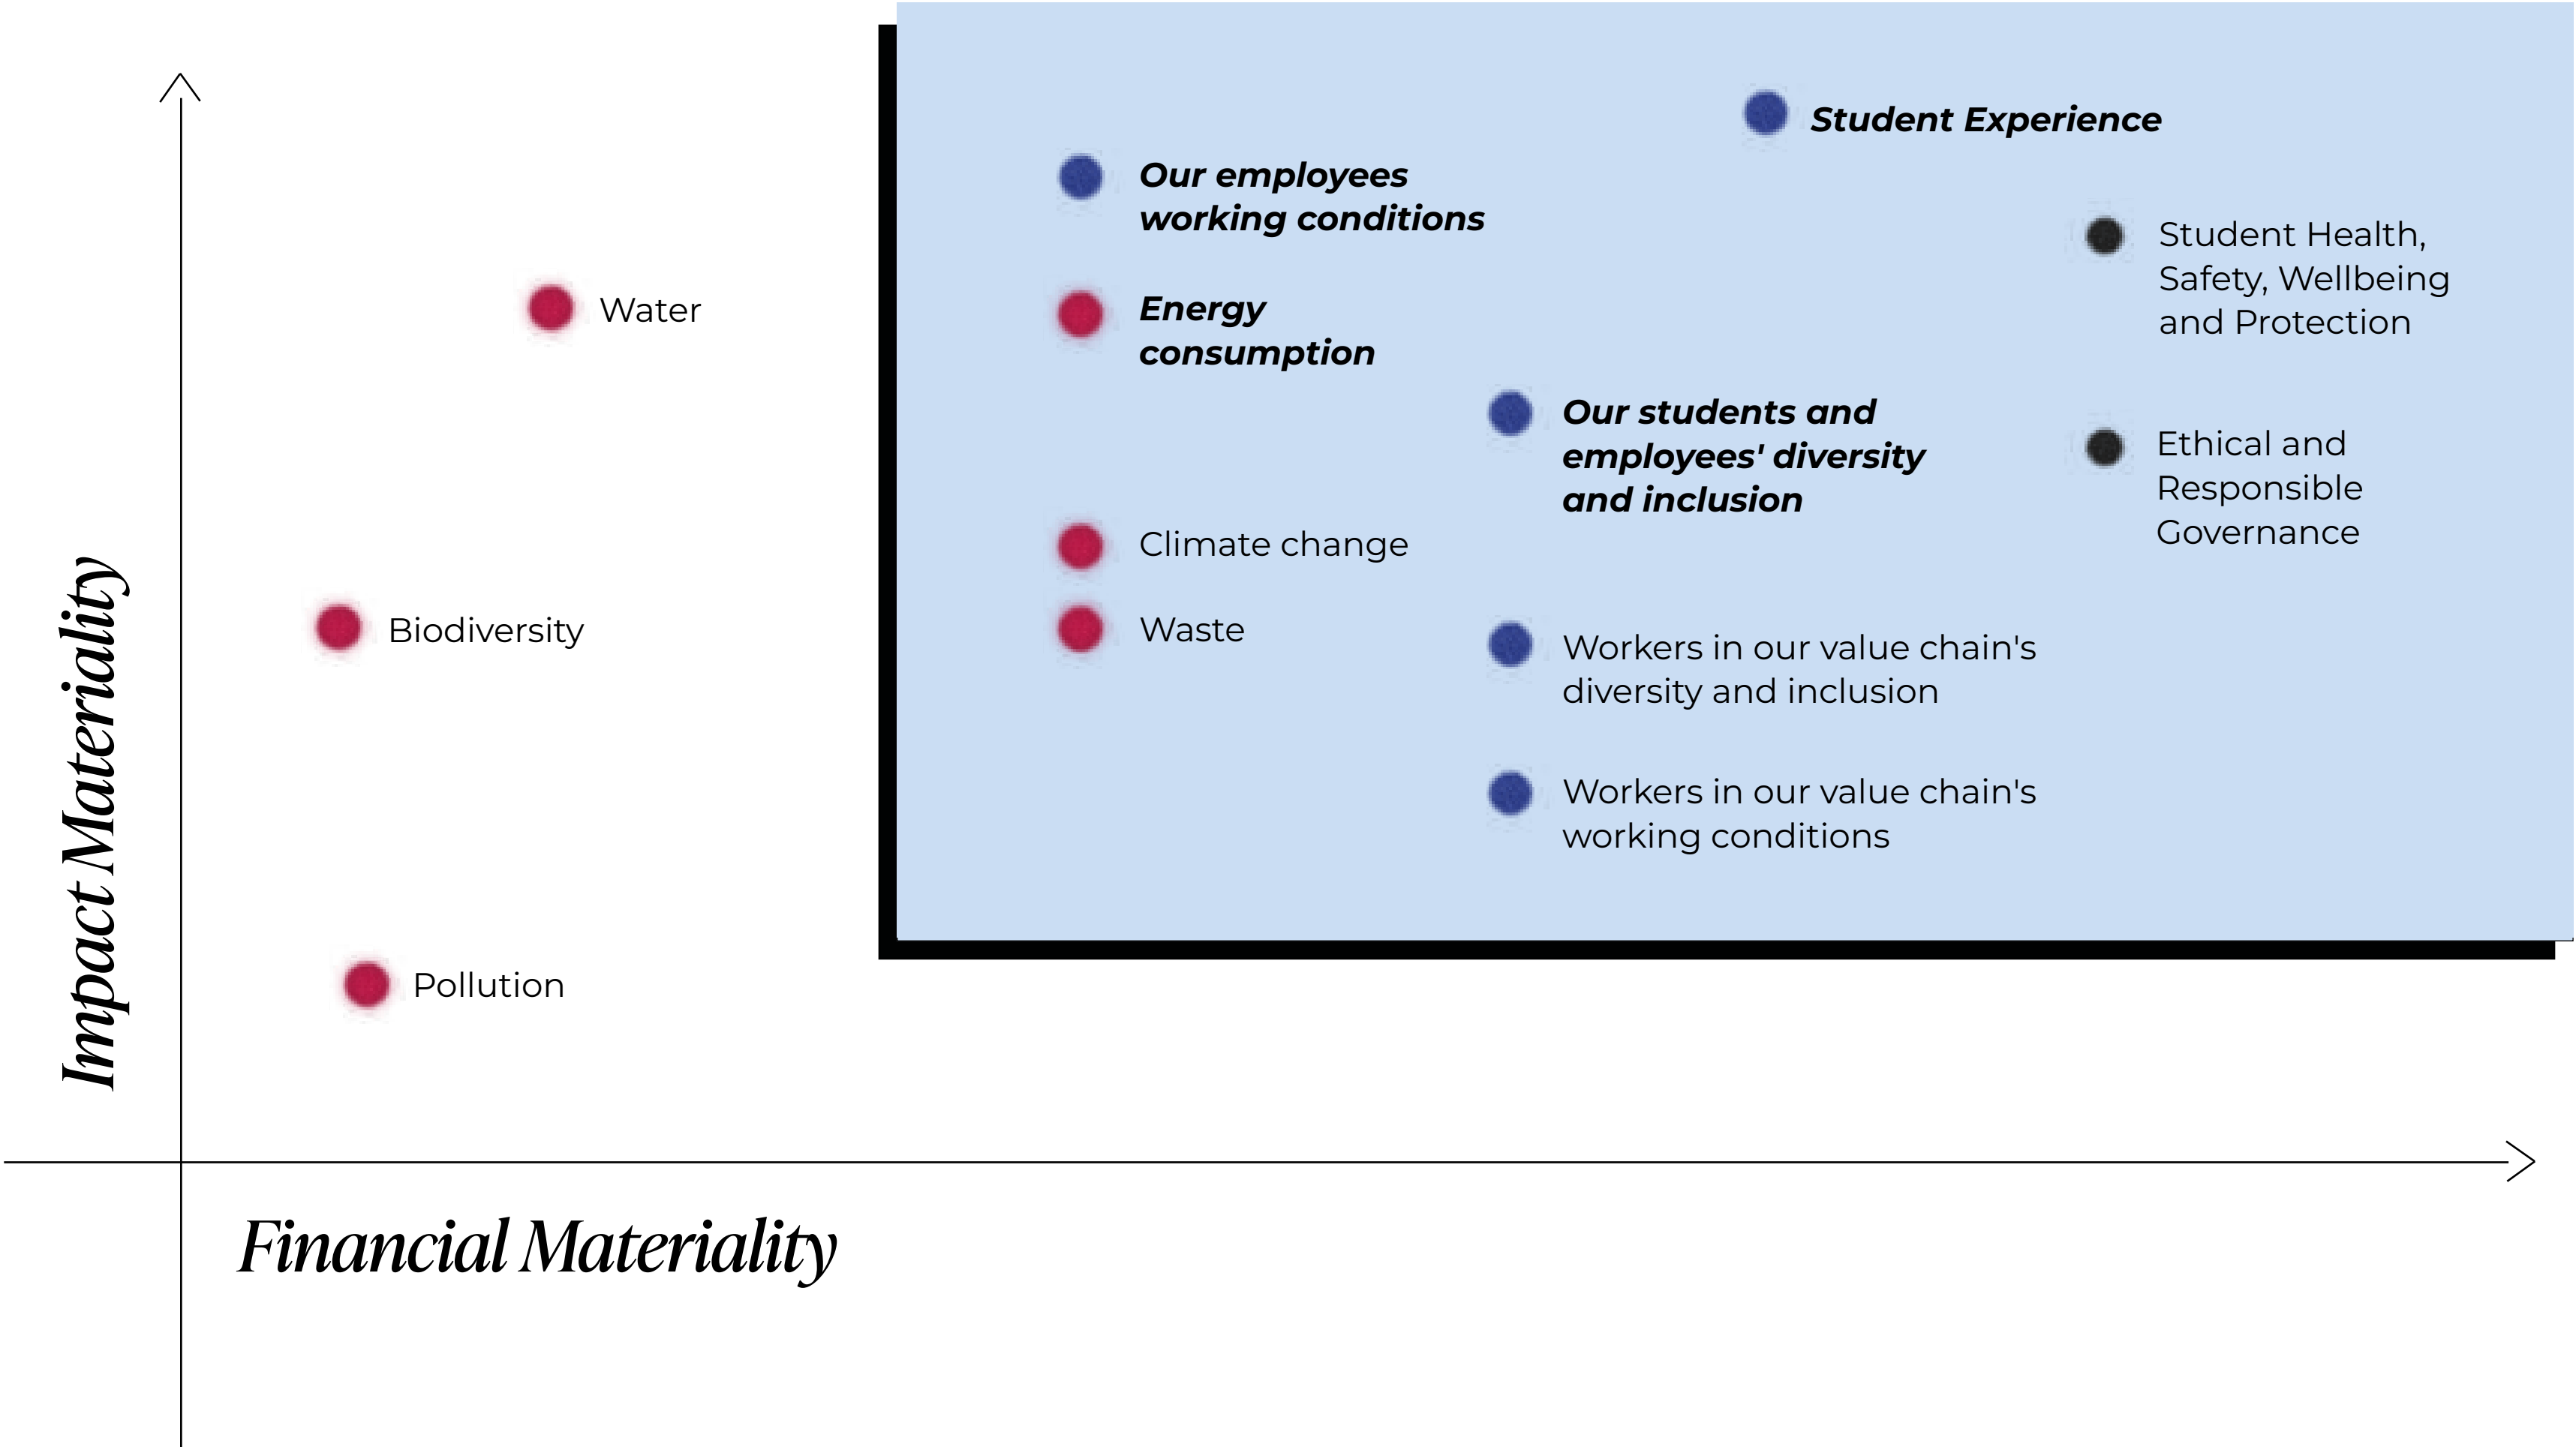 Student Experience
Our employees
working conditions
Student Health,
Safety, Wellbeing
and Protection
Water
Energy
consumption
Our students and
employees' diversity
and inclusion
Ethical and
Responsible
Governance
Climate change
Biodiversity
Waste
Workers in our value chain's
diversity and inclusion
Workers in our value chain's
working conditions
Pollution
Impact Materiality
Financial Materiality